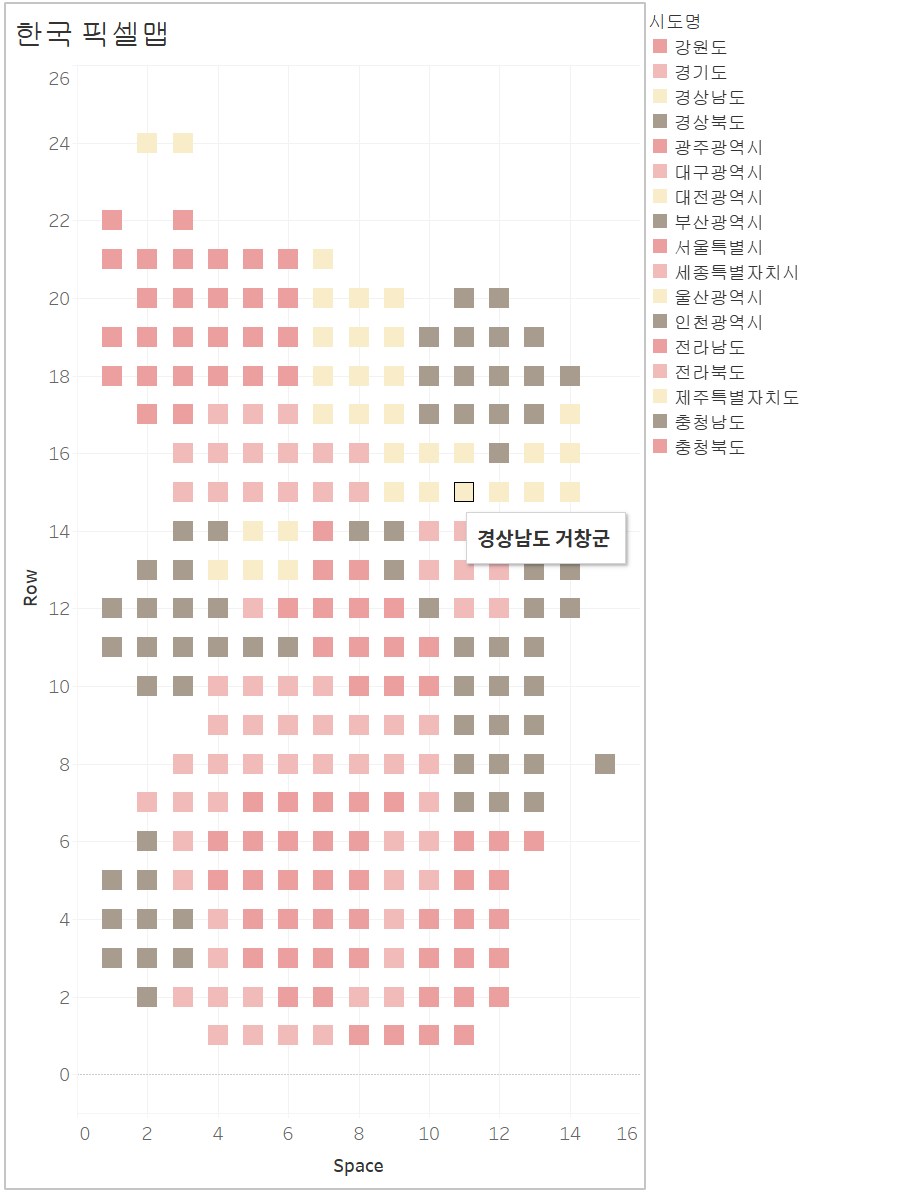 한국 픽셀맵
26
24
22
20
18
16
14
12
10
8
6
4
2
0
Row
0 2 4 6 8 10 12 14 16
Space
경상남도 거창군
시도명
강원도
경기도
경상남도
경상북도
광주광역시
대구광역시
대전광역시
부산광역시
서울특별시
세종특별자치시
울산광역시
인천광역시
전라남도
전라북도
제주특별자치도
충청남도
충청북도